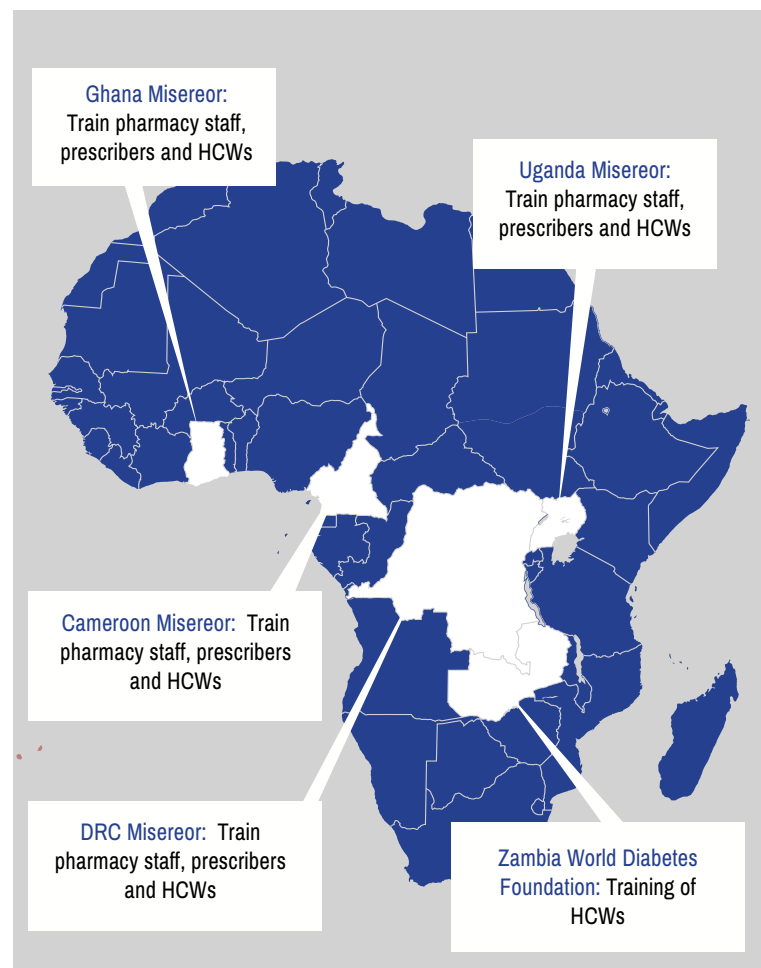 Ghana Misereor:
Train pharmacy staff,
prescribers and HCWs
Uganda Misereor:
Train pharmacy staff,
prescribers and HCWs
Cameroon Misereor: Train
pharmacy staff, prescribers
and HCWs
DRC Misereor: Train
pharmacy staff, prescribers
and HCWs
Zambia World Diabetes
Foundation: Training of
HCWs